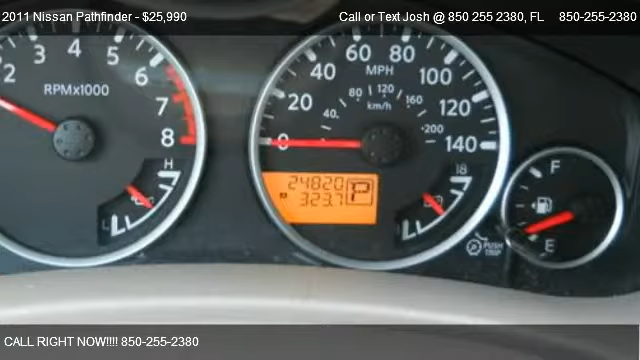 2011 Nissan Pathfinder - $25,990 Call or Text Josh @ 850 255 2380, FL 850-255-2380
2 3 4 5 6 7 8
RPMx1000
H
L
0 20 40 60 80 100 120 140
MPH
40 80 120 160 200
km/h
24820
323.7
P
18
F
E
PUSH
TRIP
CALL RIGHT NOW!!!! 850-255-2380